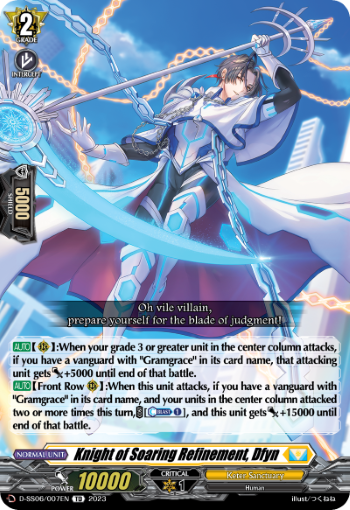 2
GRADE
INTERCEPT
5000
SHIELD
Oh vile villain,
prepare yourself for the blade of judgment!
AUTO【RC】:When your grade 3 or greater unit in the center column attacks,
if you have a vanguard with "Gramgrace" in its card name, that attacking
unit gets +5000 until end of that battle.
AUTO【Front Row RC】:When this unit attacks, if you have a vanguard with
"Gramgrace" in its card name, and your units in the center column attacked
two or more times this turn, [BLAST 1], and this unit gets +15000 until
end of that battle.
NORMAL UNIT
Knight of Soaring Refinement, Dfyn
POWER 10000
CRITICAL
1
Keter Sanctuary
Human
D-SS06/007EN
2023
illust/つくねね